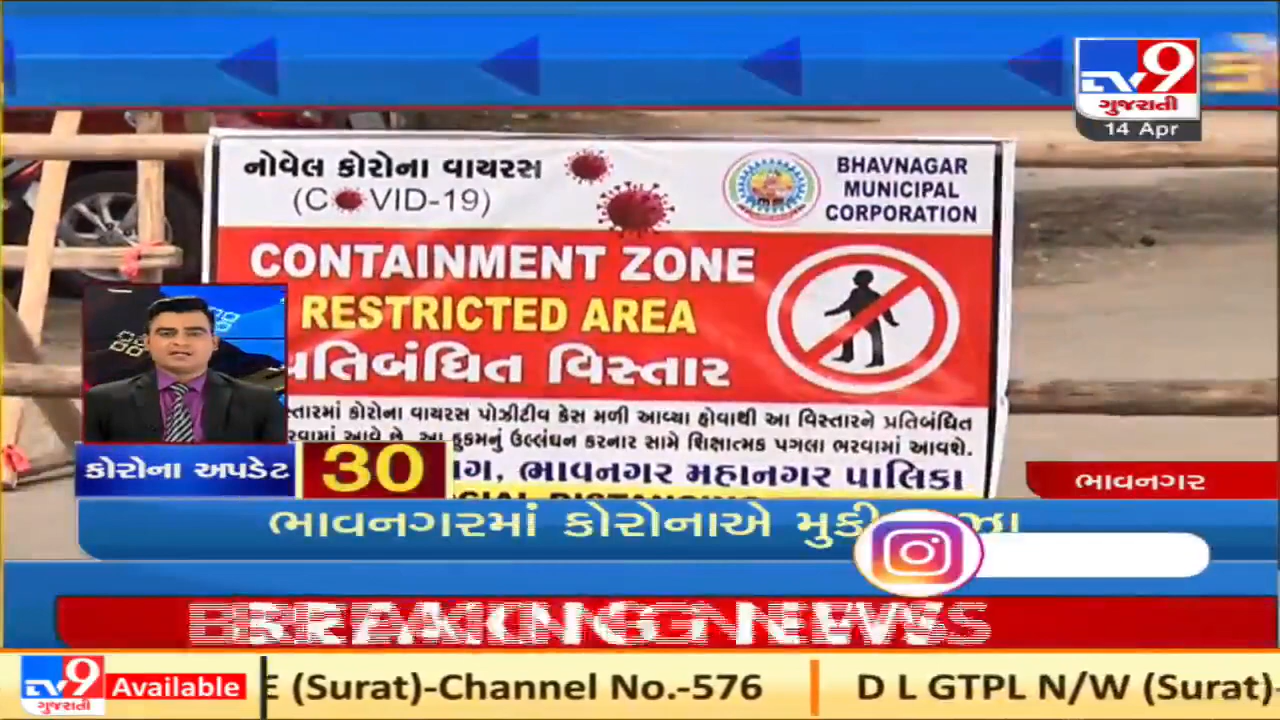 TV9
ગુજરાતી
14 Apr
નોવેલ કોરોના વાયરસ
(COVID-19)
BHAVNAGAR
MUNICIPAL
CORPORATION
CONTAINMENT ZONE
RESTRICTED AREA
વિસ્તાર
કોરોના વાયરસ પોઝીટીવ કેસ મળી આવ્યા હોવાથી આ વિસ્તારને પ્રતિબંધિત
આવે છે. આ હુકમનું ઉલ્લંઘન કરનાર સામે શિક્ષાત્મક પગલા ભરવામાં આવશે.
ભાવનગર મહાનગર પાલિકા
કોરોના અપડેટ
30
ભાવનગર
ભાવનગરમાં કોરોનાએ
BREAKING NEWS
TV9
ગુજરાતી
Available
E (Surat)-Channel No.-576
D L GTPL N/W (Surat)-